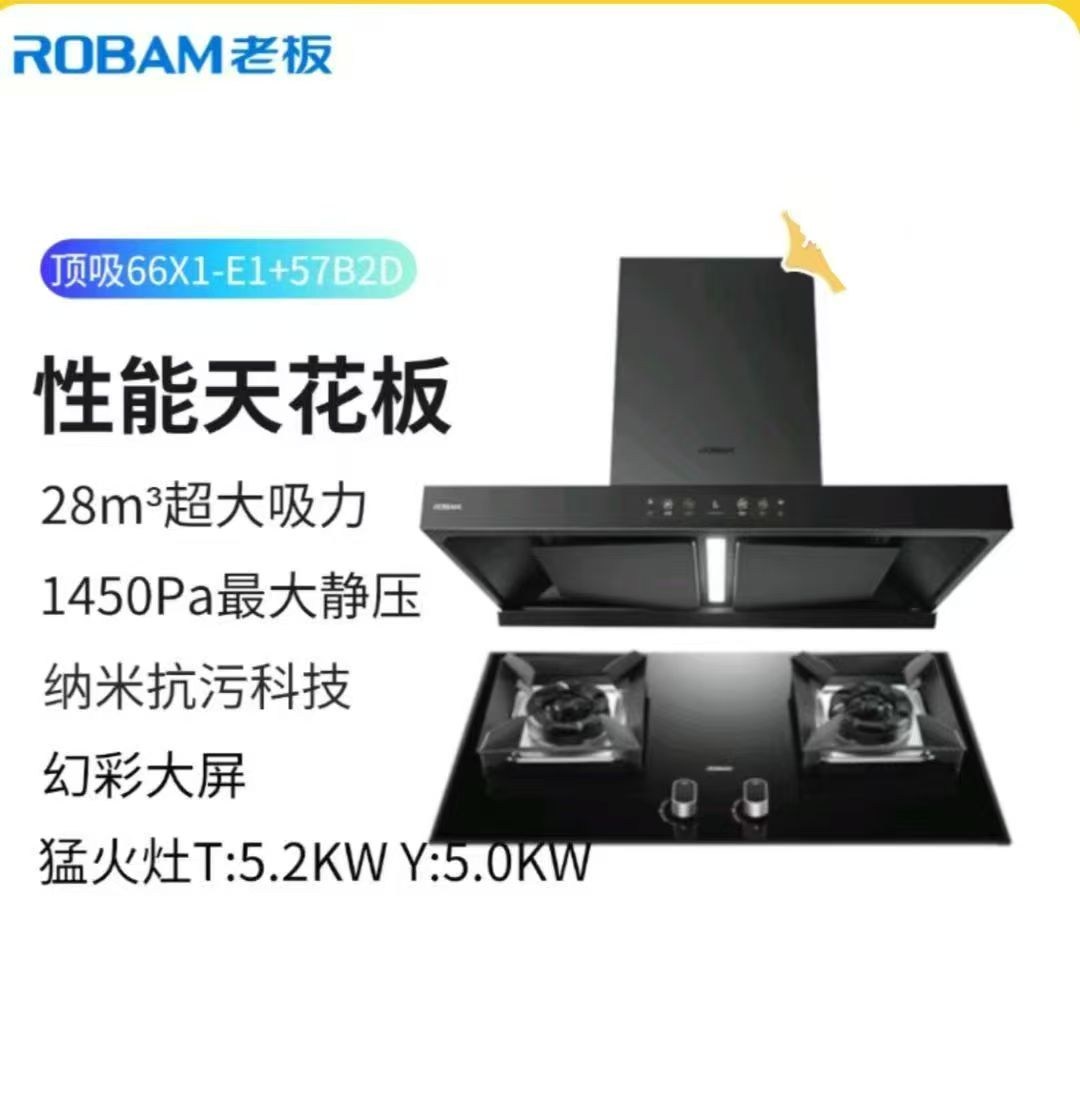 ROBAM老板
顶吸66X1-E1+57B2D
性能天花板
28m³超大吸力
1450Pa最大静压
纳米抗污科技
幻彩大屏
猛火灶T:5.2KW Y:5.0KW
ROBAM